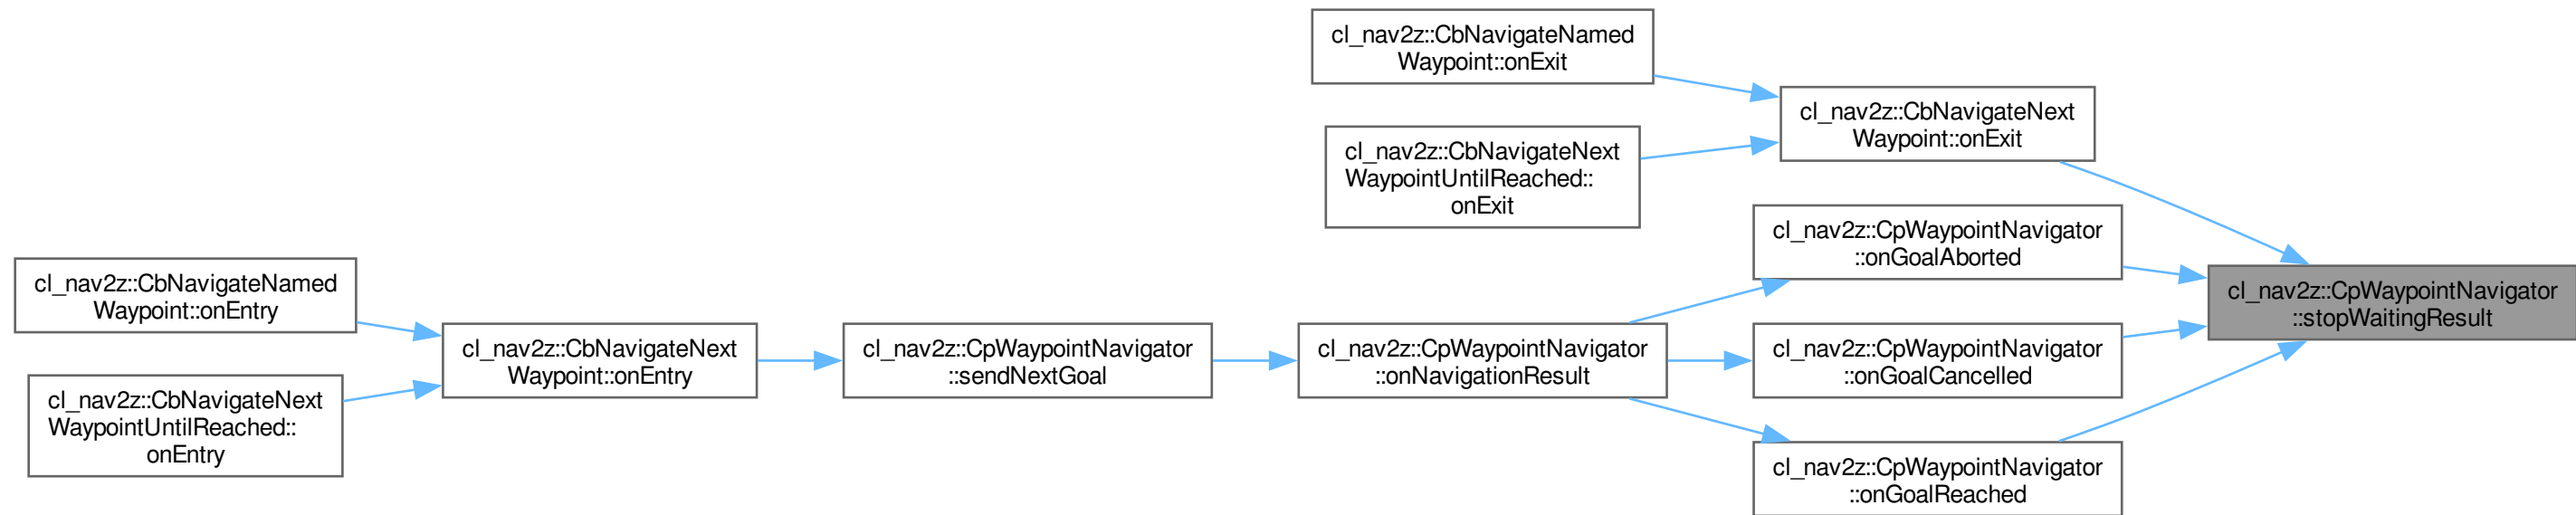 cl_nav2z::CbNavigateNamed
Waypoint::onEntry
cl_nav2z::CbNavigateNext
WaypointUntilReached::
onEntry
cl_nav2z::CbNavigateNext
Waypoint::onEntry
cl_nav2z::CpWaypointNavigator
::sendNextGoal
cl_nav2z::CpWaypointNavigator
::onNavigationResult
cl_nav2z::CbNavigateNamed
Waypoint::onExit
cl_nav2z::CbNavigateNext
WaypointUntilReached::
onExit
cl_nav2z::CbNavigateNext
Waypoint::onExit
cl_nav2z::CpWaypointNavigator
::onGoalAborted
cl_nav2z::CpWaypointNavigator
::onGoalCancelled
cl_nav2z::CpWaypointNavigator
::onGoalReached
cl_nav2z::CpWaypointNavigator
::stopWaitingResult